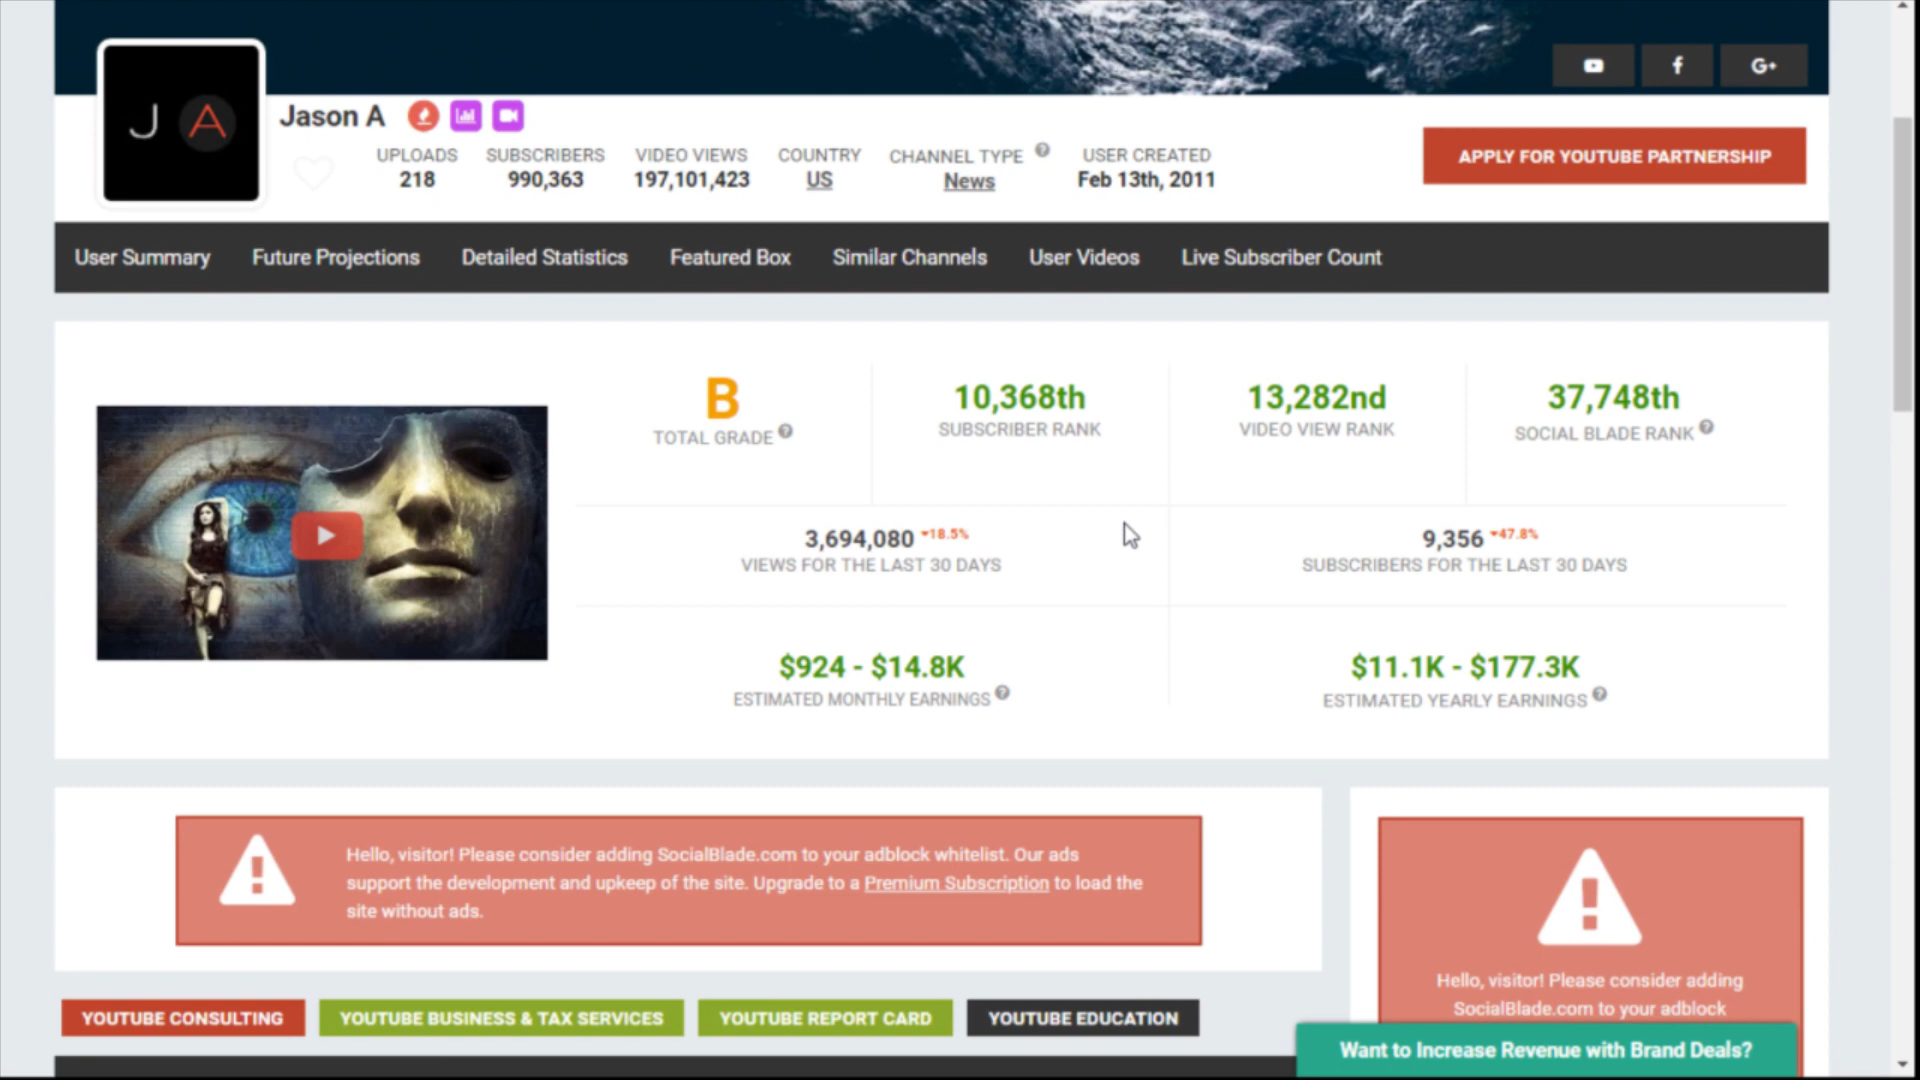 J A
Jason A
UPLOADS
218
SUBSCRIBERS
990,363
VIDEO VIEWS
197,101,423
COUNTRY
US
CHANNEL TYPE
News
USER CREATED
Feb 13th, 2011
f
G+
APPLY FOR YOUTUBE PARTNERSHIP
User Summary
Future Projections
Detailed Statistics
Featured Box
Similar Channels
User Videos
Live Subscriber Count
B
TOTAL GRADE
10,368th
SUBSCRIBER RANK
13,282nd
VIDEO VIEW RANK
37,748th
SOCIAL BLADE RANK
3,694,080 18.5%
VIEWS FOR THE LAST 30 DAYS
9,356 47.8%
SUBSCRIBERS FOR THE LAST 30 DAYS
$924 - $14.8K
ESTIMATED MONTHLY EARNINGS
$11.1K - $177.3K
ESTIMATED YEARLY EARNINGS
Hello, visitor! Please consider adding SocialBlade.com to your adblock whitelist. Our ads
support the development and upkeep of the site. Upgrade to a Premium Subscription to load the
site without ads.
Hello, visitor! Please consider adding
SocialBlade.com to your adblock
YOUTUBE CONSULTING
YOUTUBE BUSINESS & TAX SERVICES
YOUTUBE REPORT CARD
YOUTUBE EDUCATION
Want to Increase Revenue with Brand Deals?